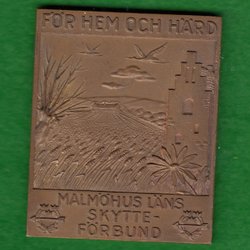 FÖR HEM OCH HÄRD
MALMÖHUS LÄNS
SKYTTE-
FÖRBUND